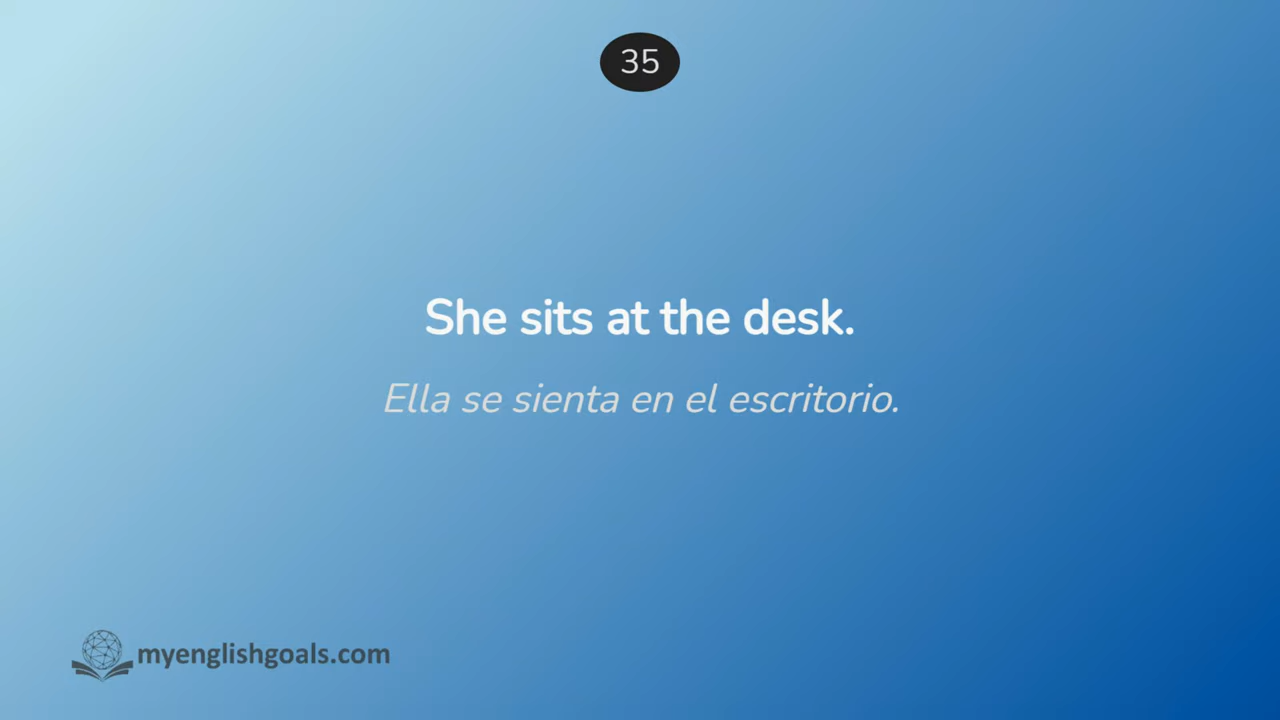 35
She sits at the desk.
Ella se sienta en el escritorio.
myenglishgoals.com